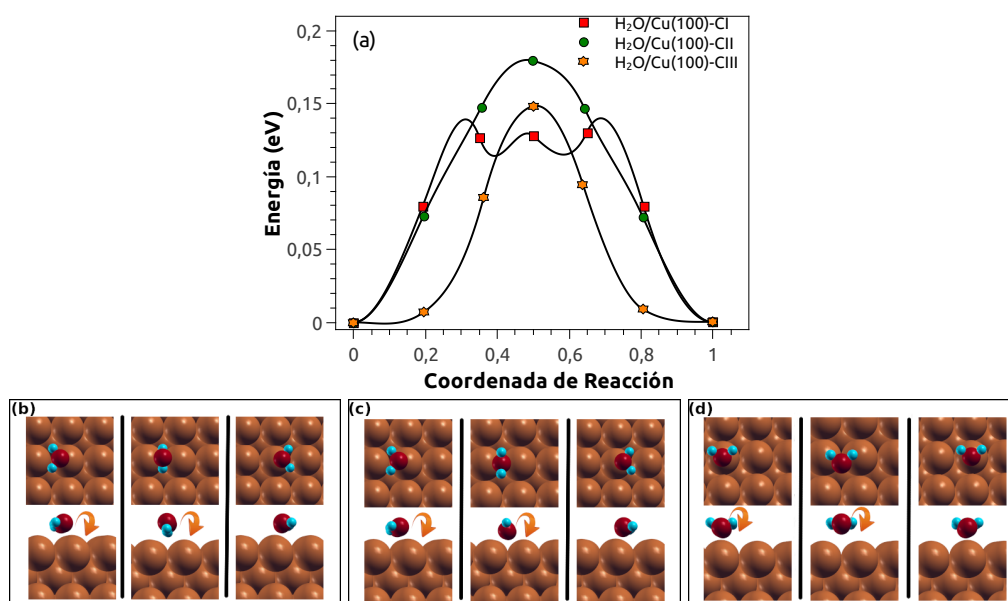 (a)
H₂O/Cu(100)-CI
H₂O/Cu(100)-CII
H₂O/Cu(100)-CIII
0,2
0,15
0,1
0,05
0
Energía (eV)
0 0,2 0,4 0,6 0,8 1
Coordenada de Reacción
(b) (c) (d)